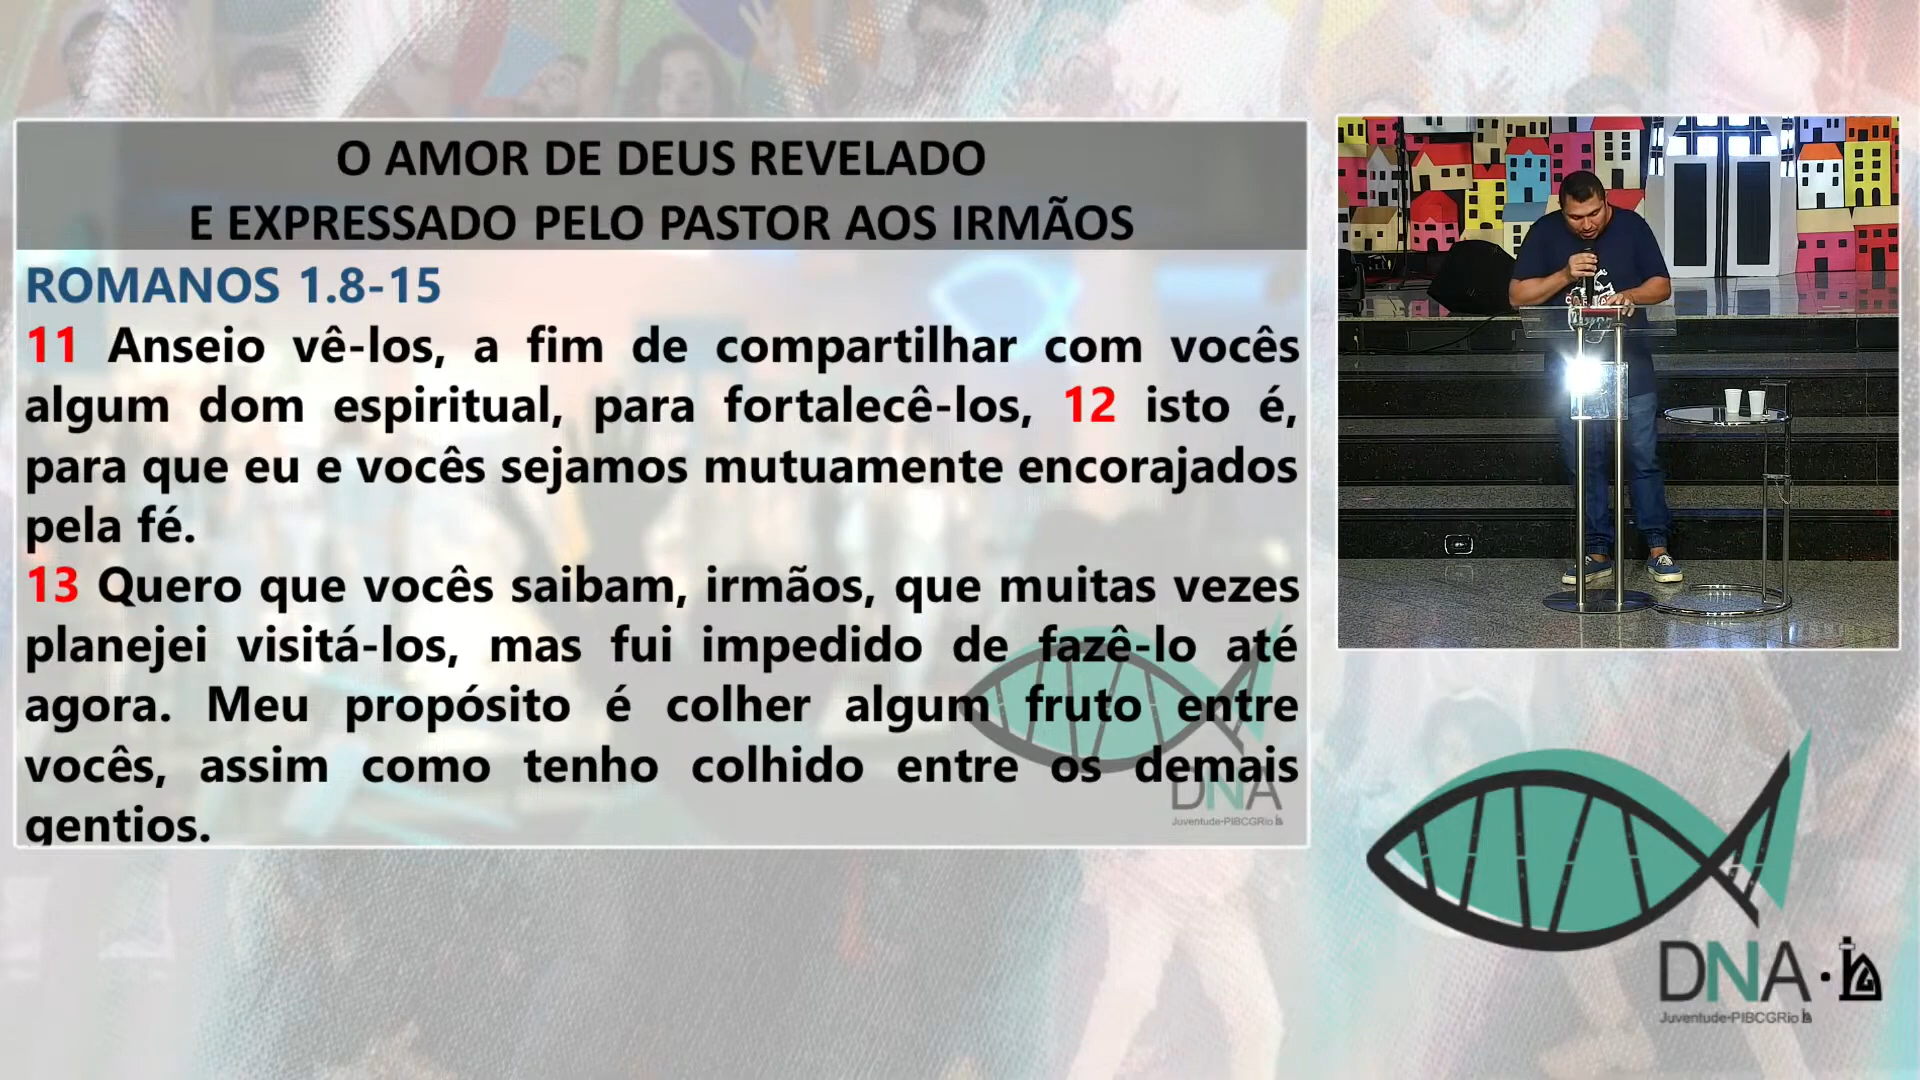 O AMOR DE DEUS REVELADO
E EXPRESSADO PELO PASTOR AOS IRMÃOS
ROMANOS 1.8-15
11 Anseio vê-los, a fim de compartilhar com vocês
algum dom espiritual, para fortalecê-los, 12 isto é,
para que eu e vocês sejamos mutuamente encorajados
pela fé.
13 Quero que vocês saibam, irmãos, que muitas vezes
planejei visitá-los, mas fui impedido de fazê-lo até
agora. Meu propósito é colher algum fruto entre
vocês, assim como tenho colhido entre os demais
gentios.
DNA
Juventude-PIBCGRio
DNA
Juventude-PIBCGRio